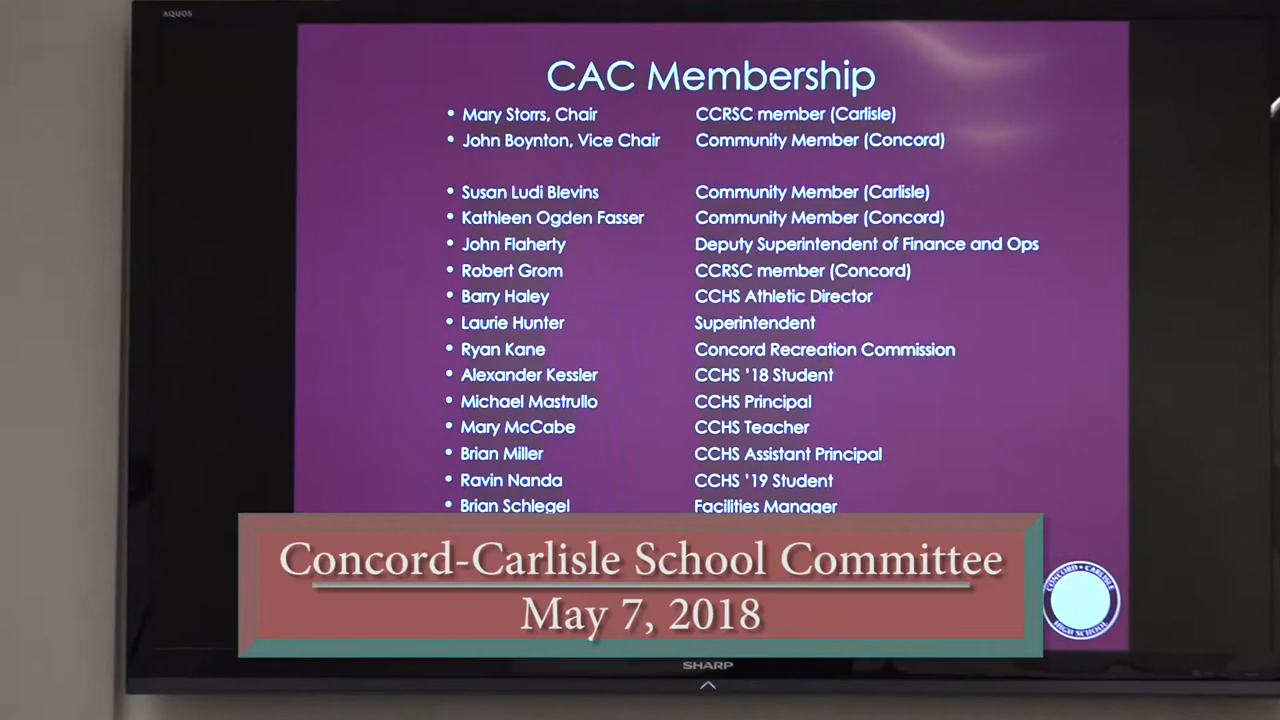 AQUOS
CAC Membership
• Mary Storrs, Chair CCRSC member (Carlisle)
• John Boynton, Vice Chair Community Member (Concord)
• Susan Ludi Blevins Community Member (Carlisle)
• Kathleen Ogden Fasser Community Member (Concord)
• John Flaherty Deputy Superintendent of Finance and Ops
• Robert Grom CCRSC member (Concord)
• Barry Haley CCHS Athletic Director
• Laurie Hunter Superintendent
• Ryan Kane Concord Recreation Commission
• Alexander Kessler CCHS ’18 Student
• Michael Mastrullo CCHS Principal
• Mary McCabe CCHS Teacher
• Brian Miller CCHS Assistant Principal
• Ravin Nanda CCHS ’19 Student
• Brian Schlegel Facilities Manager
Concord-Carlisle School Committee
May 7, 2018
CONCORD • CARLISLE
HIGH SCHOOL
SHARP